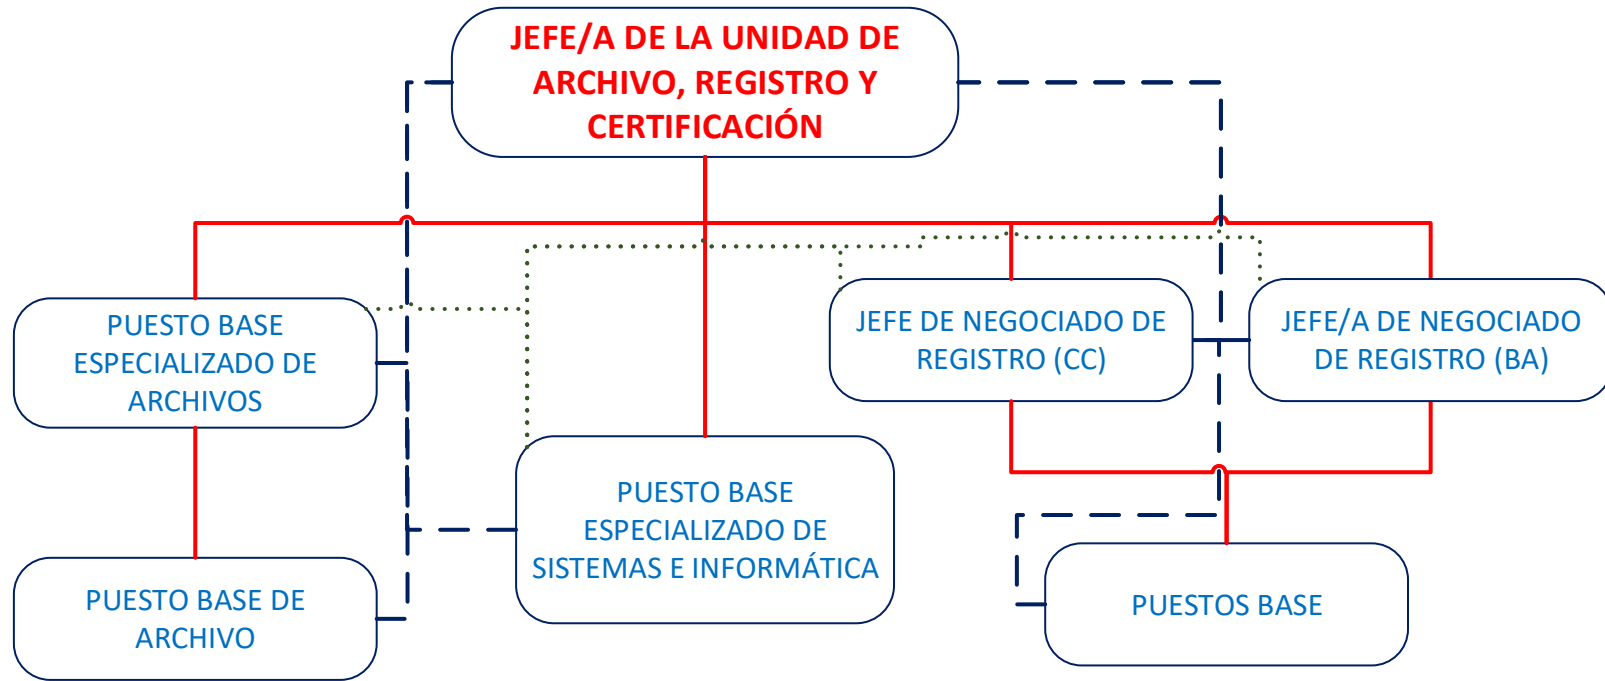 JEFE/A DE LA UNIDAD DE
ARCHIVO, REGISTRO Y
CERTIFICACIÓN
PUESTO BASE
ESPECIALIZADO DE
ARCHIVOS
JEFE DE NEGOCIADO DE
REGISTRO (CC)
JEFE/A DE NEGOCIADO
DE REGISTRO (BA)
PUESTO BASE
ESPECIALIZADO DE
SISTEMAS E INFORMÁTICA
PUESTO BASE DE
ARCHIVO
PUESTOS BASE